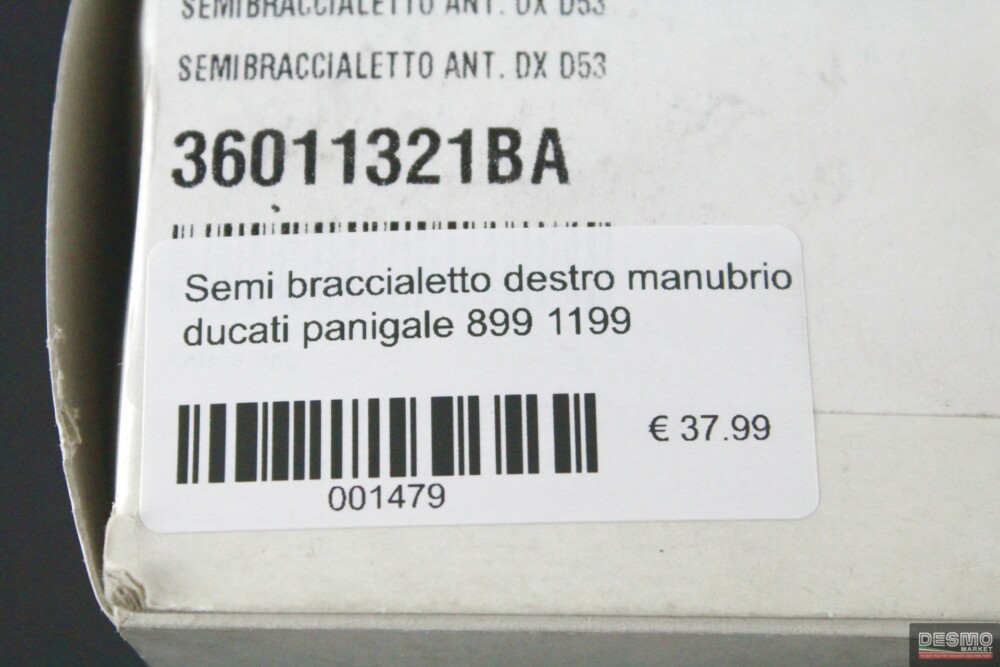 SEMIBRACCIALETTO ANT. DX D53
SEMIBRACCIALETTO ANT. DX D53
36011321BA
Semi braccialetto destro manubrio
ducati panigale 899 1199
€ 37.99
001479
DESMO
MARKET